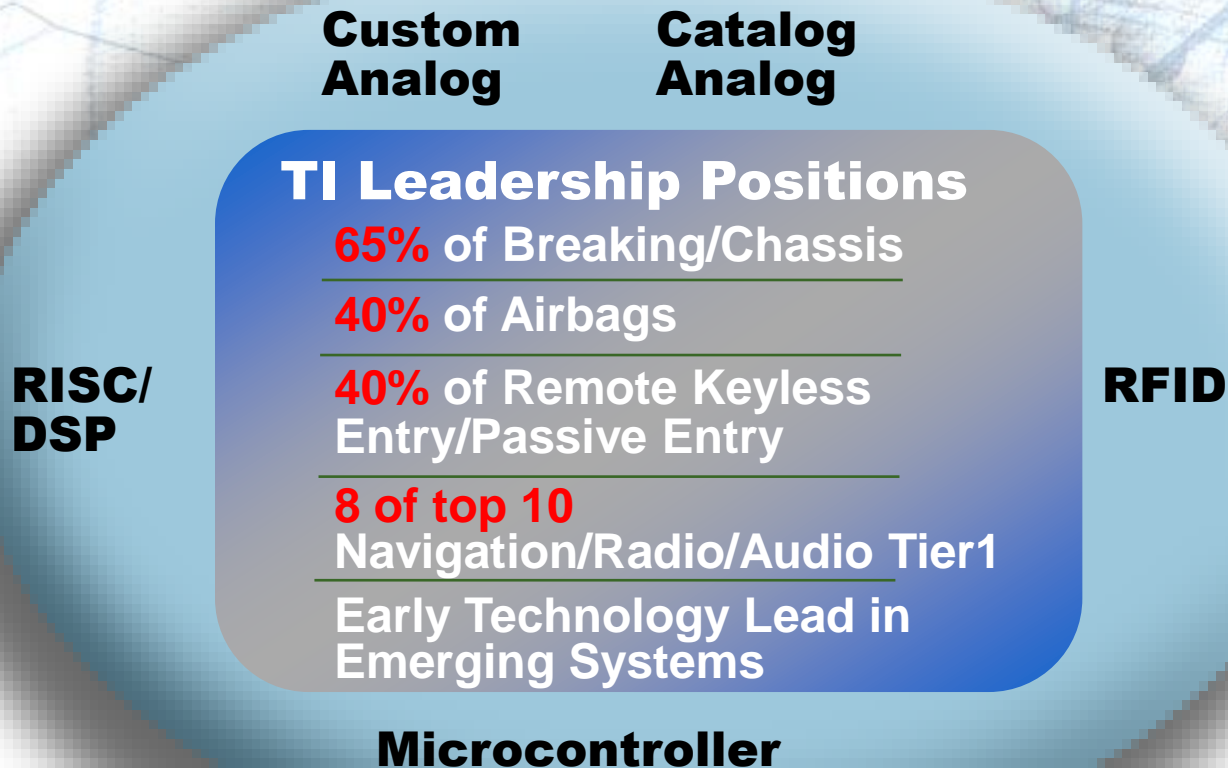 Custom
Analog
Catalog
Analog
TI Leadership Positions
65% of Breaking/Chassis
40% of Airbags
40% of Remote Keyless
Entry/Passive Entry
8 of top 10
Navigation/Radio/Audio Tier1
Early Technology Lead in
Emerging Systems
RISC/
DSP
RFID
Microcontroller